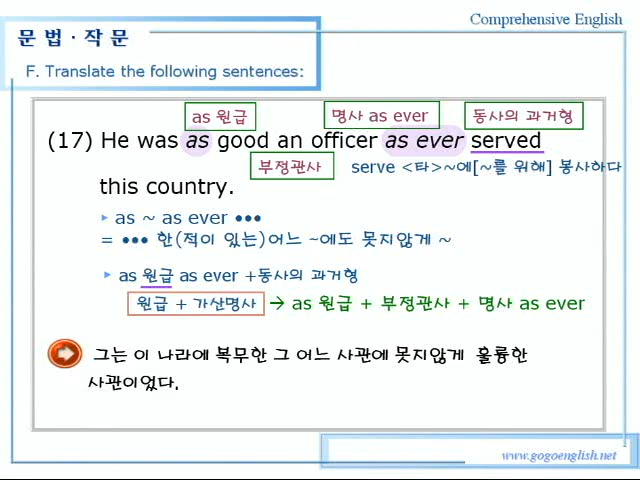 Comprehensive English
문 법 · 작 문
F. Translate the following sentences:
as 원급
명사 as ever
동사의 과거형
(17) He was as good an officer as ever served
부정관사
serve <타>~에[~를 위해] 봉사하다
this country.
▸ as ~ as ever •••
= ••• 한(적이 있는)어느 ~에도 못지않게 ~
▸ as 원급 as ever +동사의 과거형
원급 + 가산명사 → as 원급 + 부정관사 + 명사 as ever
그는 이 나라에 복무한 그 어느 사관에 못지않게 훌륭한
사관이었다.
www.gogoenglish.net